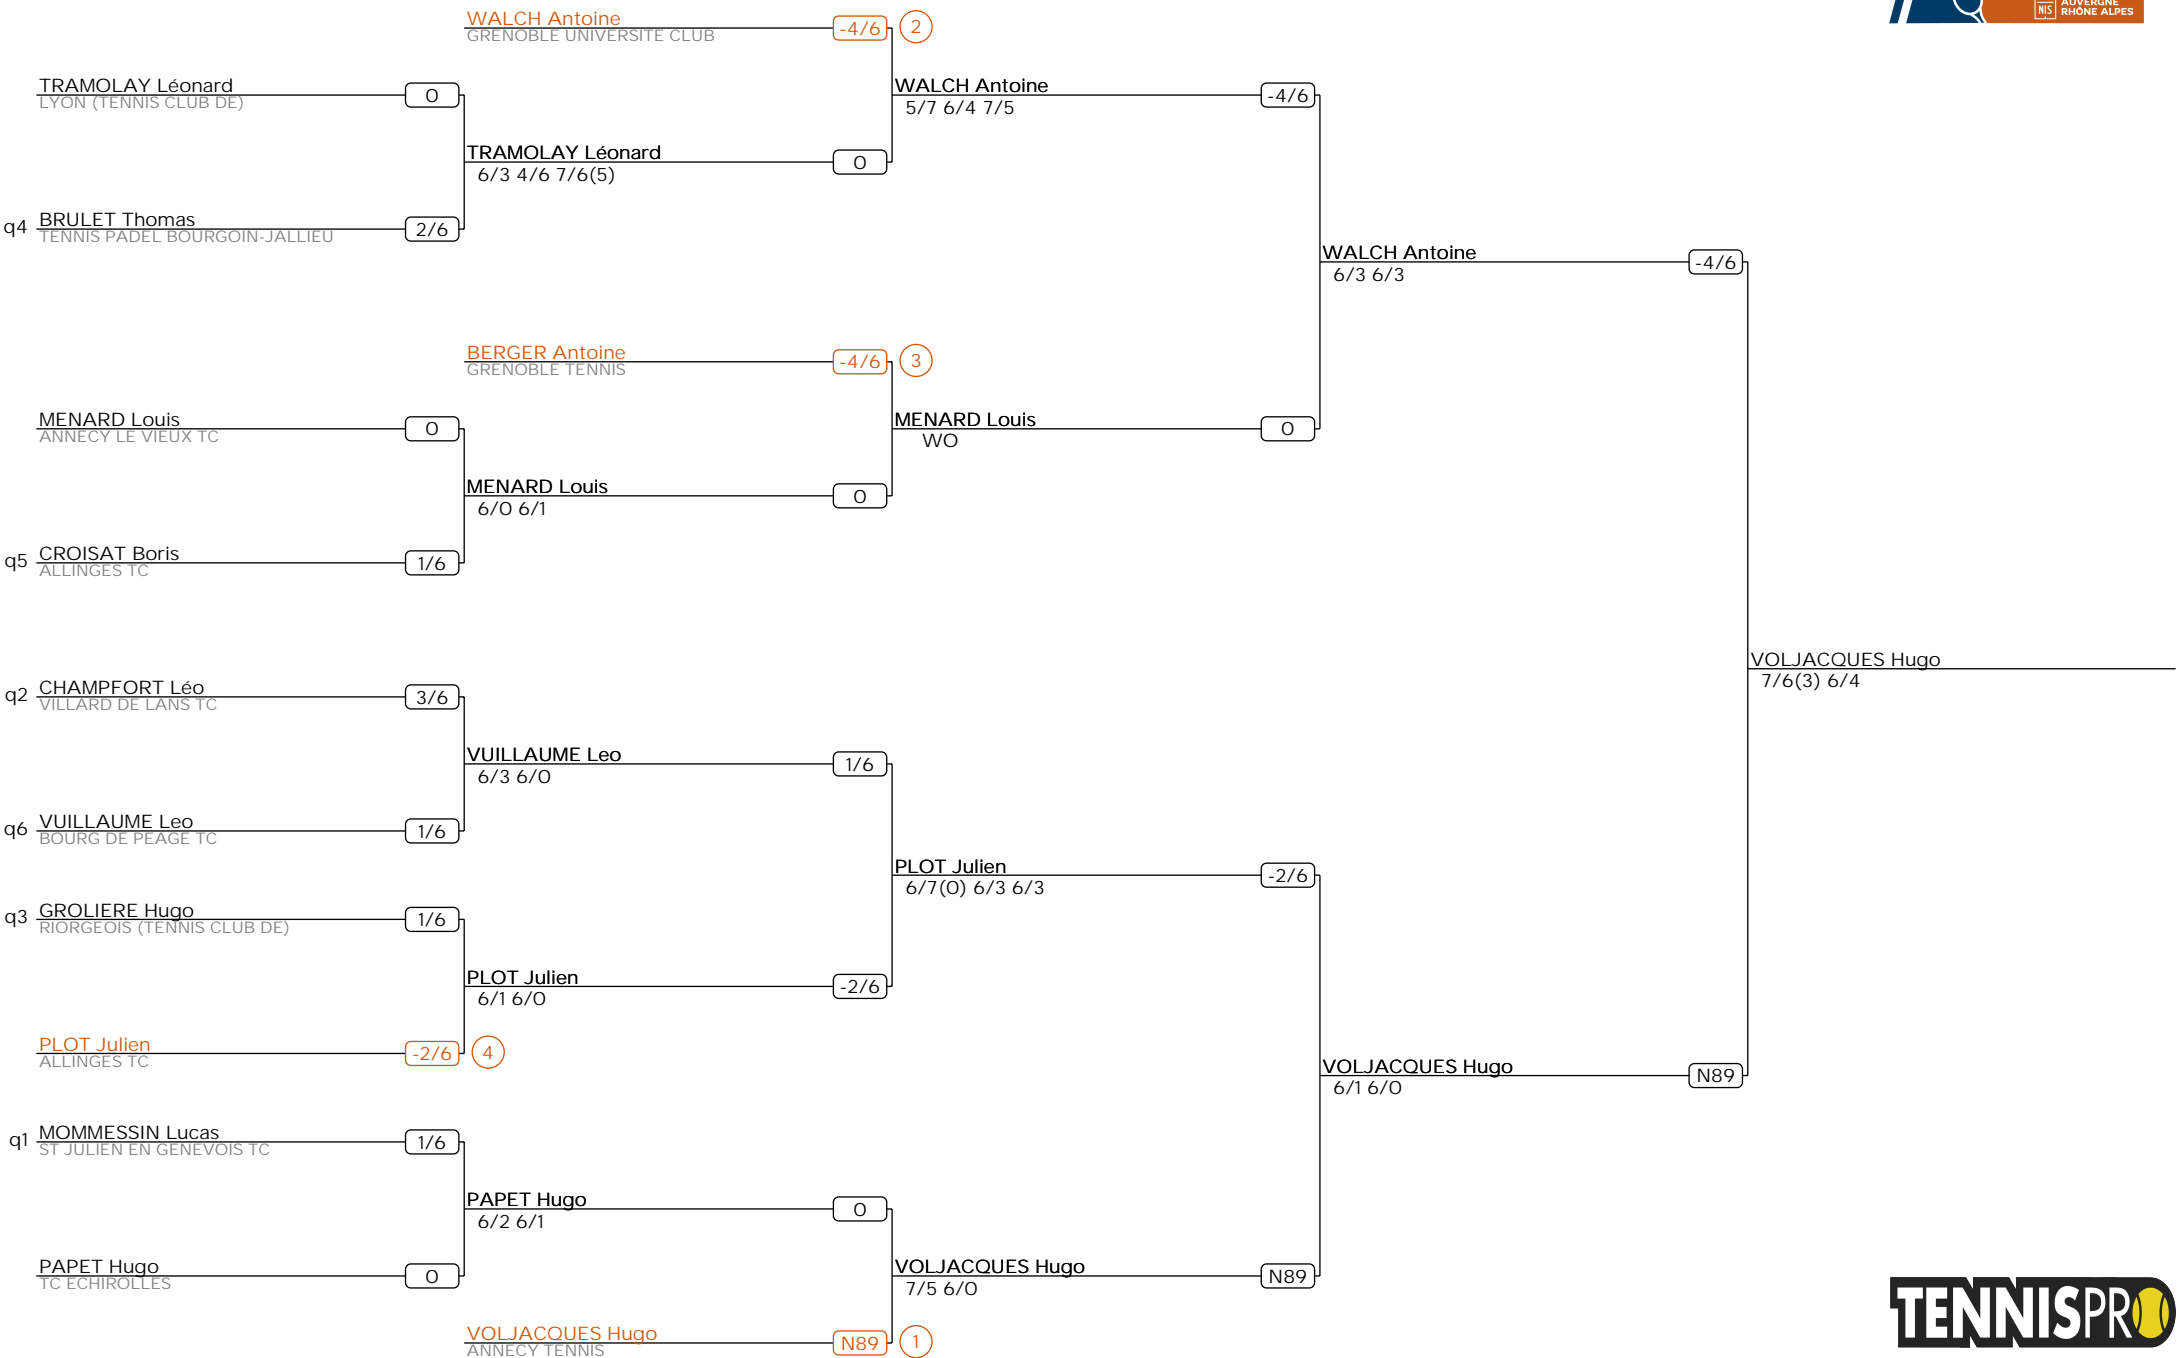 AUVERGNE
NIS RHÔNE ALPES
WALCH Antoine -4/6 2
GRENOBLE UNIVERSITE CLUB
TRAMOLAY Léonard 0
LYON (TENNIS CLUB DE)
WALCH Antoine -4/6
5/7 6/4 7/5
TRAMOLAY Léonard 0
6/3 4/6 7/6(5)
q4 BRULET Thomas 2/6
TENNIS PADEL BOURGOIN-JALLIEU
WALCH Antoine -4/6
6/3 6/3
BERGER Antoine -4/6 3
GRENOBLE TENNIS
MENARD Louis 0
ANNECY LE VIEUX TC
MENARD Louis 0
WO
MENARD Louis 0
6/0 6/1
q5 CROISAT Boris 1/6
ALLINGES TC
VOLJACQUES Hugo
7/6(3) 6/4
q2 CHAMPFORT Léo 3/6
VILLARD DE LANS TC
VUILLAUME Leo 1/6
6/3 6/0
q6 VUILLAUME Leo 1/6
BOURG DE PEAGE TC
PLOT Julien -2/6
6/7(0) 6/3 6/3
q3 GROLIERE Hugo 1/6
RIORGEOIS (TENNIS CLUB DE)
PLOT Julien -2/6
6/1 6/0
PLOT Julien -2/6 4
ALLINGES TC
VOLJACQUES Hugo N89
6/1 6/0
q1 MOMMESSIN Lucas 1/6
ST JULIEN EN GENEVOIS TC
PAPET Hugo 0
6/2 6/1
PAPET Hugo 0
TC ECHIROLLES
VOLJACQUES Hugo N89
7/5 6/0
VOLJACQUES Hugo N89 1
ANNECY TENNIS
TENNISPRO